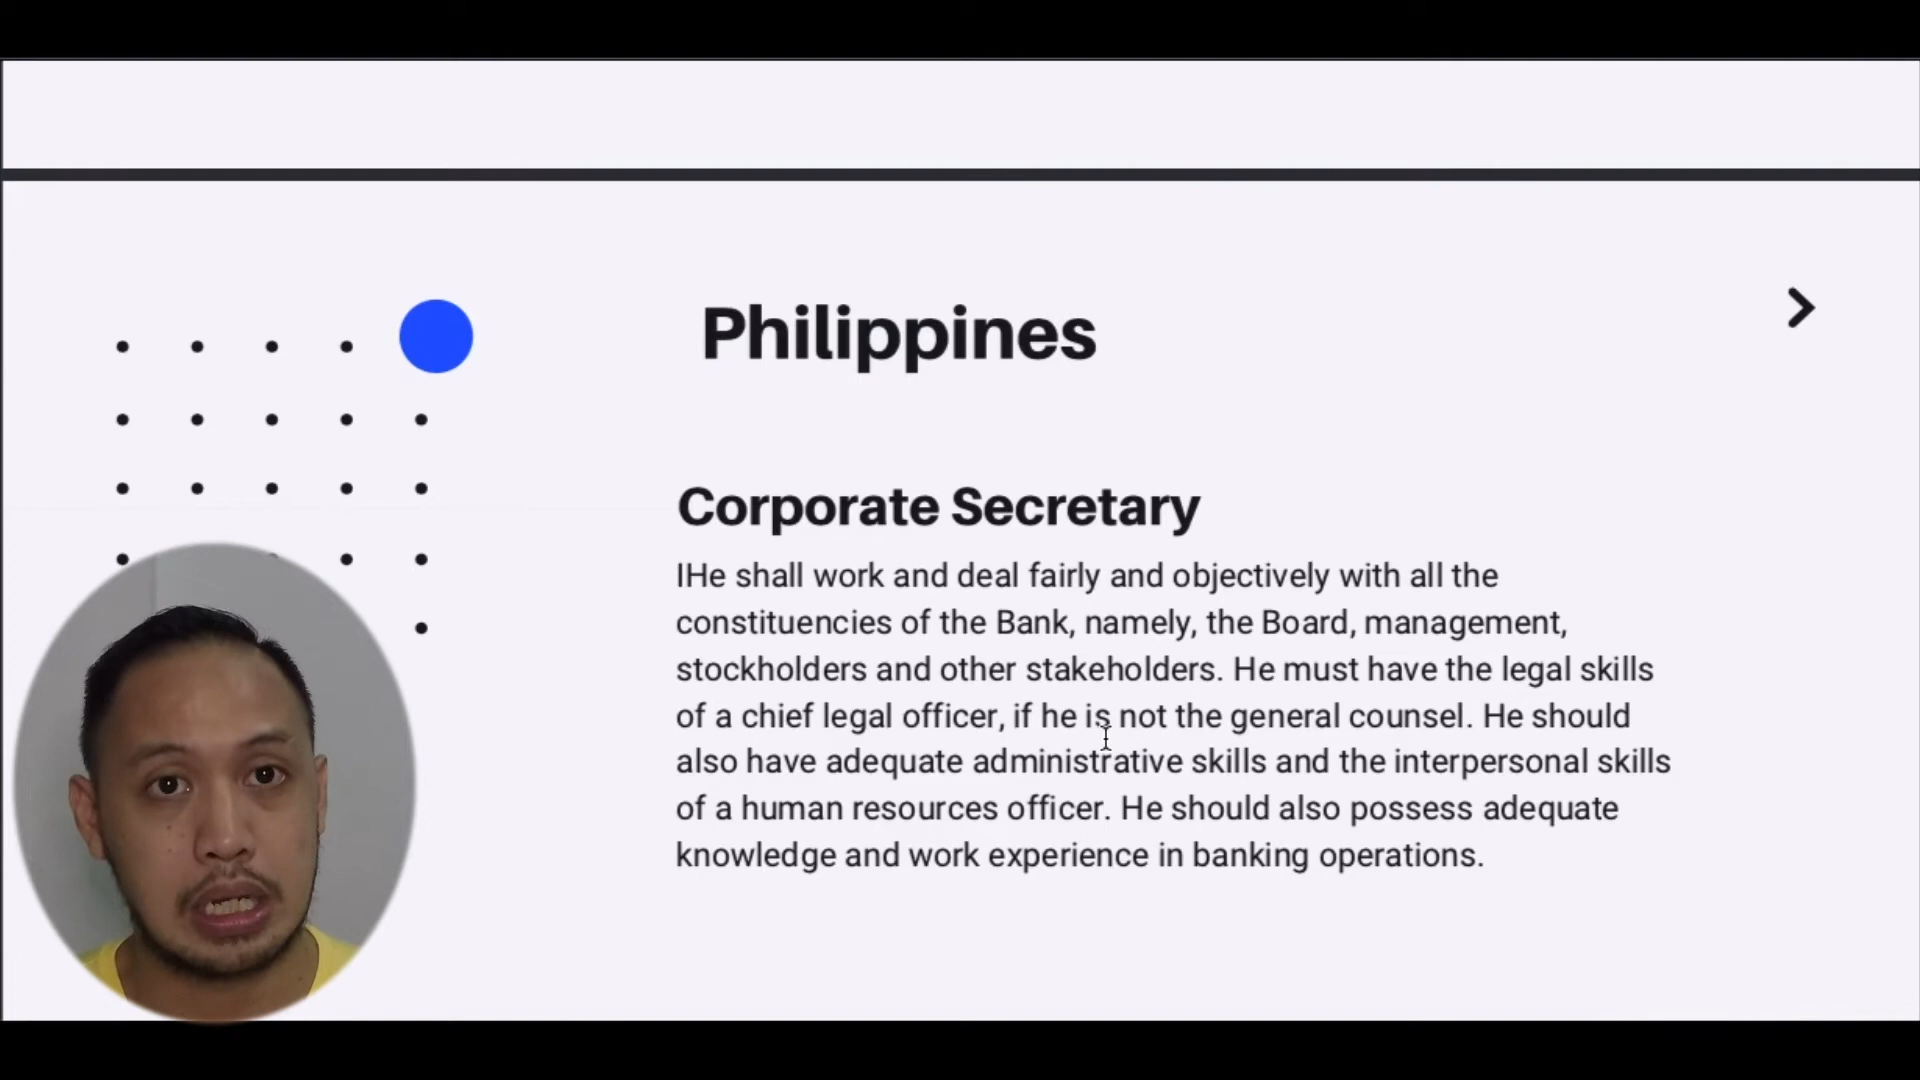 Philippines
Corporate Secretary
IHe shall work and deal fairly and objectively with all the
constituencies of the Bank, namely, the Board, management,
stockholders and other stakeholders. He must have the legal skills
of a chief legal officer, if he is not the general counsel. He should
also have adequate administrative skills and the interpersonal skills
of a human resources officer. He should also possess adequate
knowledge and work experience in banking operations.